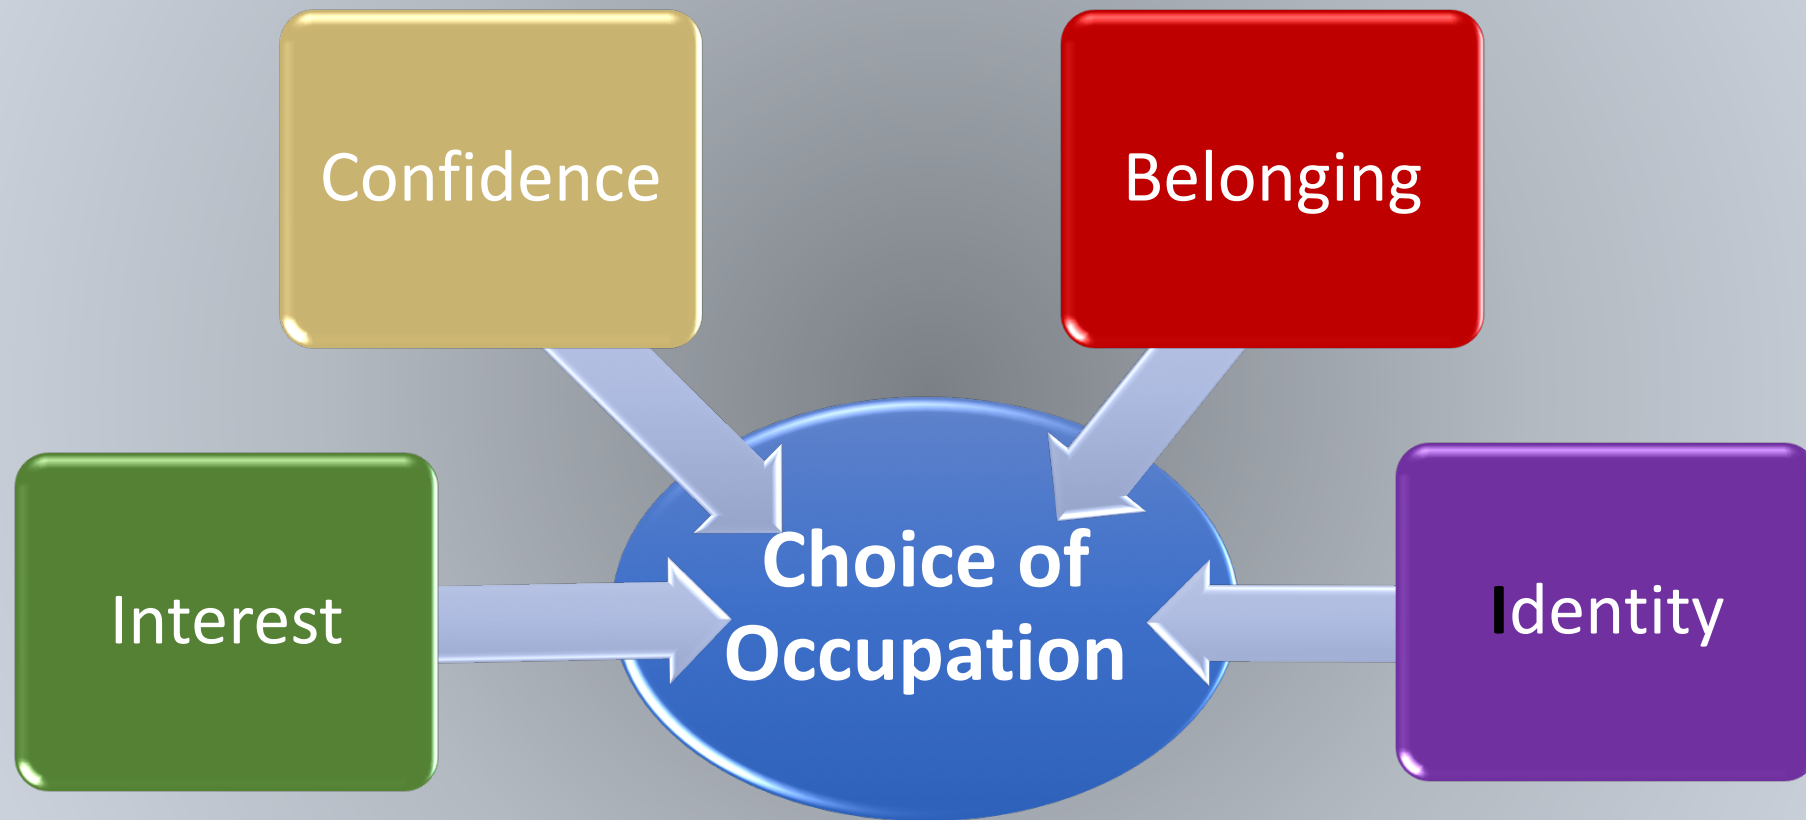 Confidence
Belonging
Interest
Choice of
Occupation
Identity